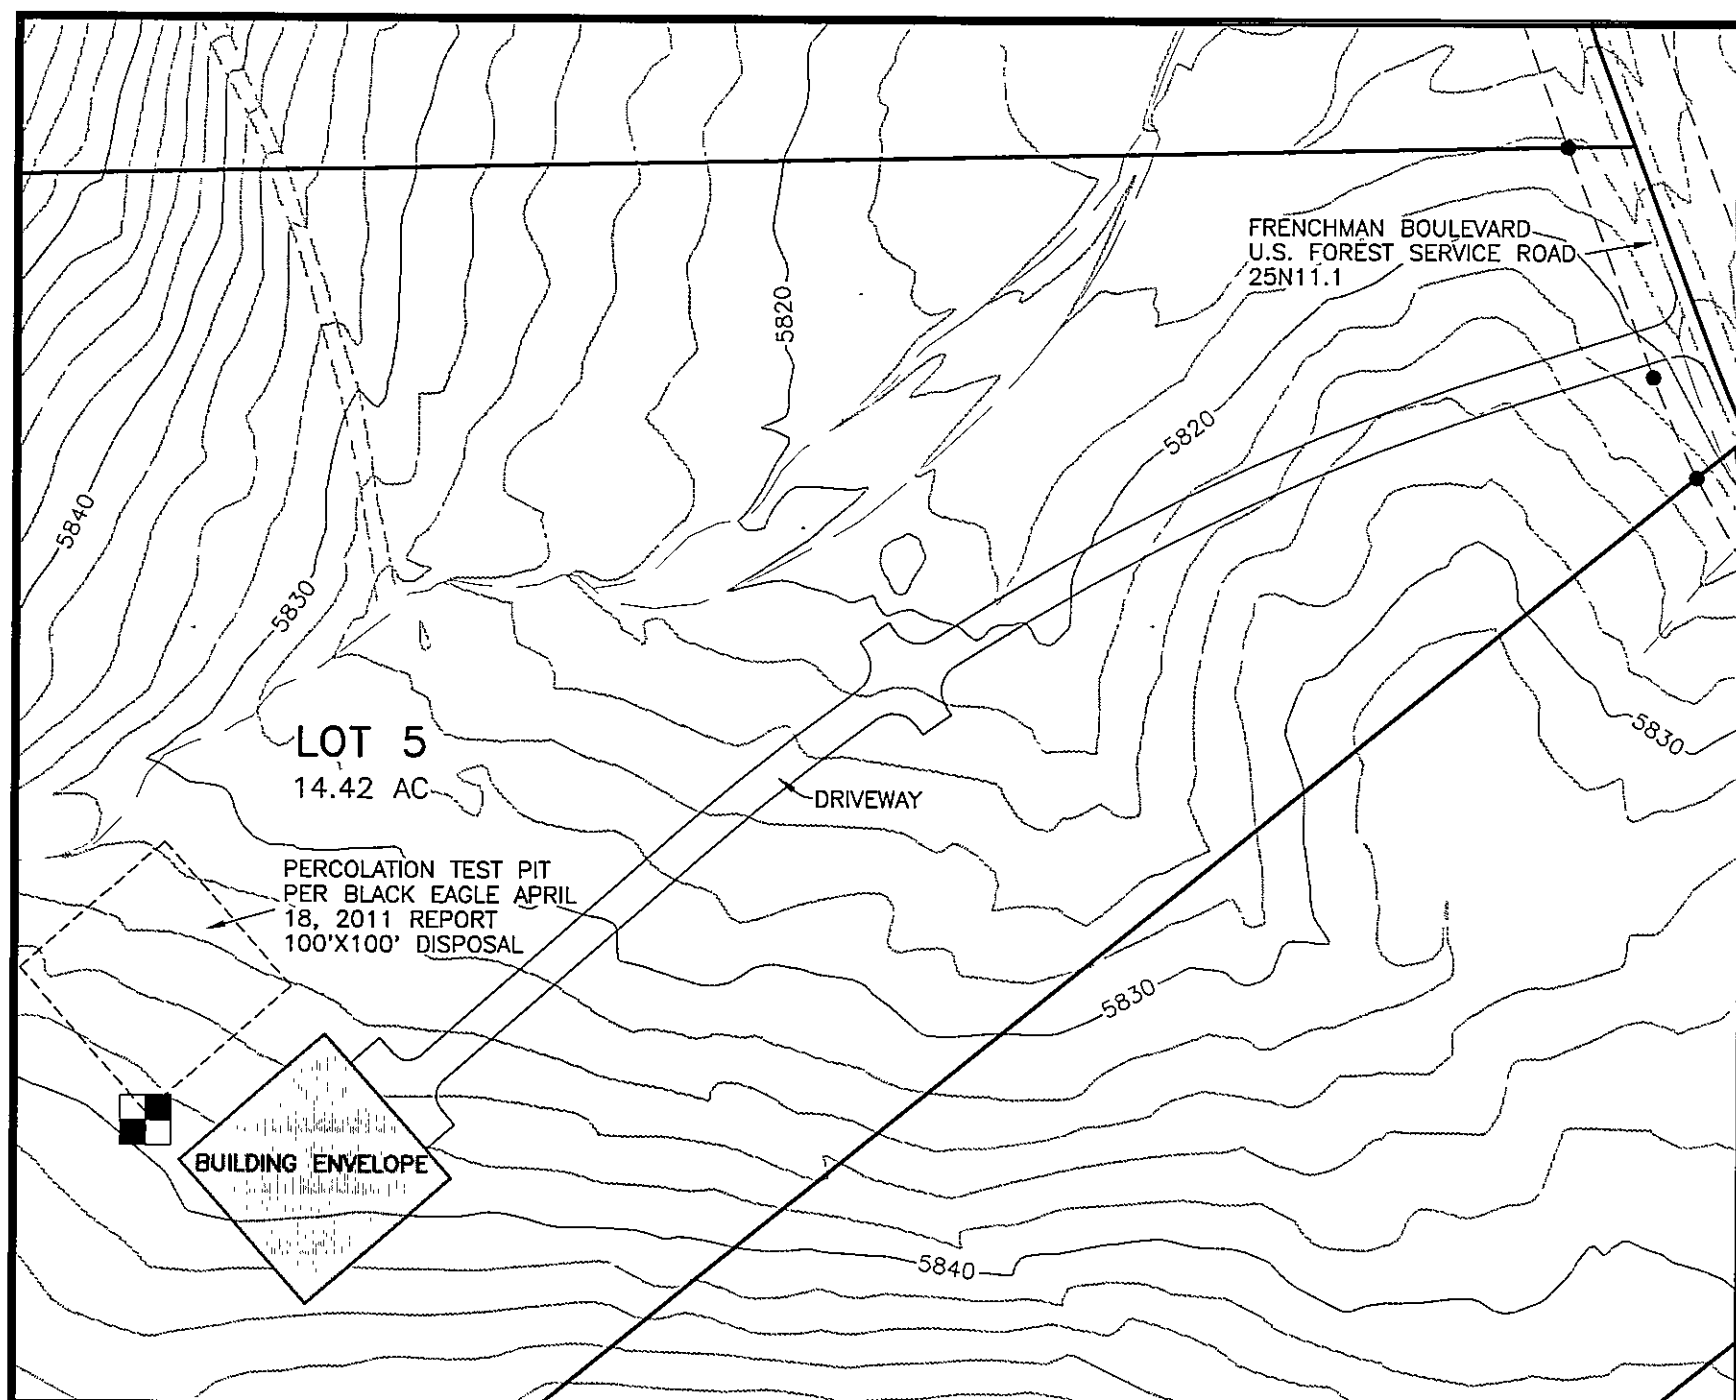 FRENCHMAN BOULEVARD
U.S. FOREST SERVICE ROAD
25N11.1
5820
5820
5840
5830
LOT 5
14.42 AC
5830
DRIVEWAY
PERCOLATION TEST PIT
PER BLACK EAGLE APRIL
18, 2011 REPORT
100'X100' DISPOSAL
5830
BUILDING ENVELOPE
5840